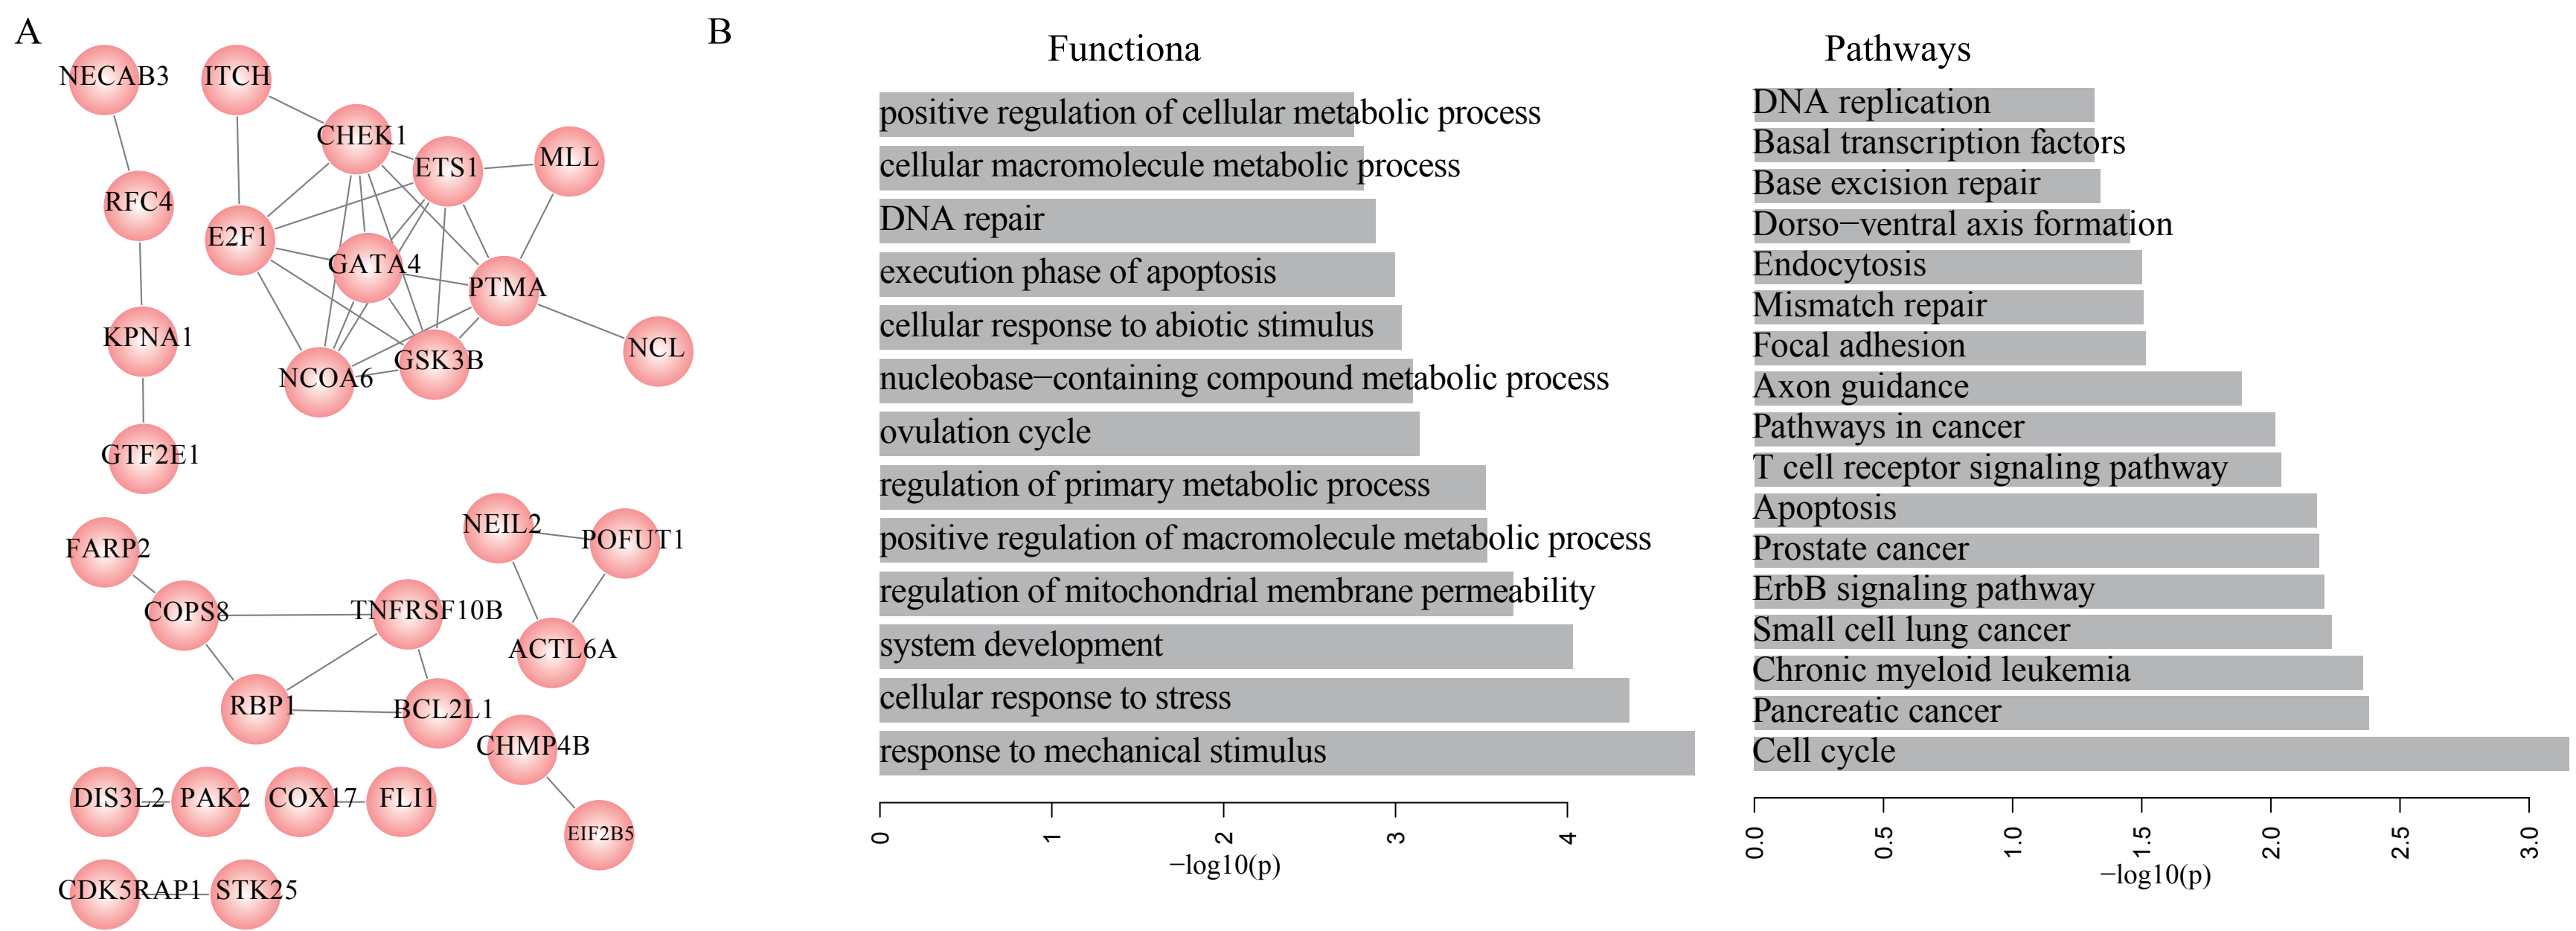 A
NECAB3
ITCH
CHEK1
ETS1
MLL
RFC4
E2F1
GATA4
PTMA
KPNA1
NCOA6
GSK3B
NCL
GTF2E1
NEIL2
POFUT1
FARP2
COPS8
TNFRSF10B
ACTL6A
RBP1
BCL2L1
CHMP4B
DIS3L2
PAK2
COX17
FLI1
EIF2B5
CDK5RAP1
STK25
B
Functiona
positive regulation of cellular metabolic process
cellular macromolecule metabolic process
DNA repair
execution phase of apoptosis
cellular response to abiotic stimulus
nucleobase−containing compound metabolic process
ovulation cycle
regulation of primary metabolic process
positive regulation of macromolecule metabolic process
regulation of mitochondrial membrane permeability
system development
cellular response to stress
response to mechanical stimulus
0 1 2 3 4
−log10(p)
Pathways
DNA replication
Basal transcription factors
Base excision repair
Dorso−ventral axis formation
Endocytosis
Mismatch repair
Focal adhesion
Axon guidance
Pathways in cancer
T cell receptor signaling pathway
Apoptosis
Prostate cancer
ErbB signaling pathway
Small cell lung cancer
Chronic myeloid leukemia
Pancreatic cancer
Cell cycle
0.0 0.5 1.0 1.5 2.0 2.5 3.0
−log10(p)